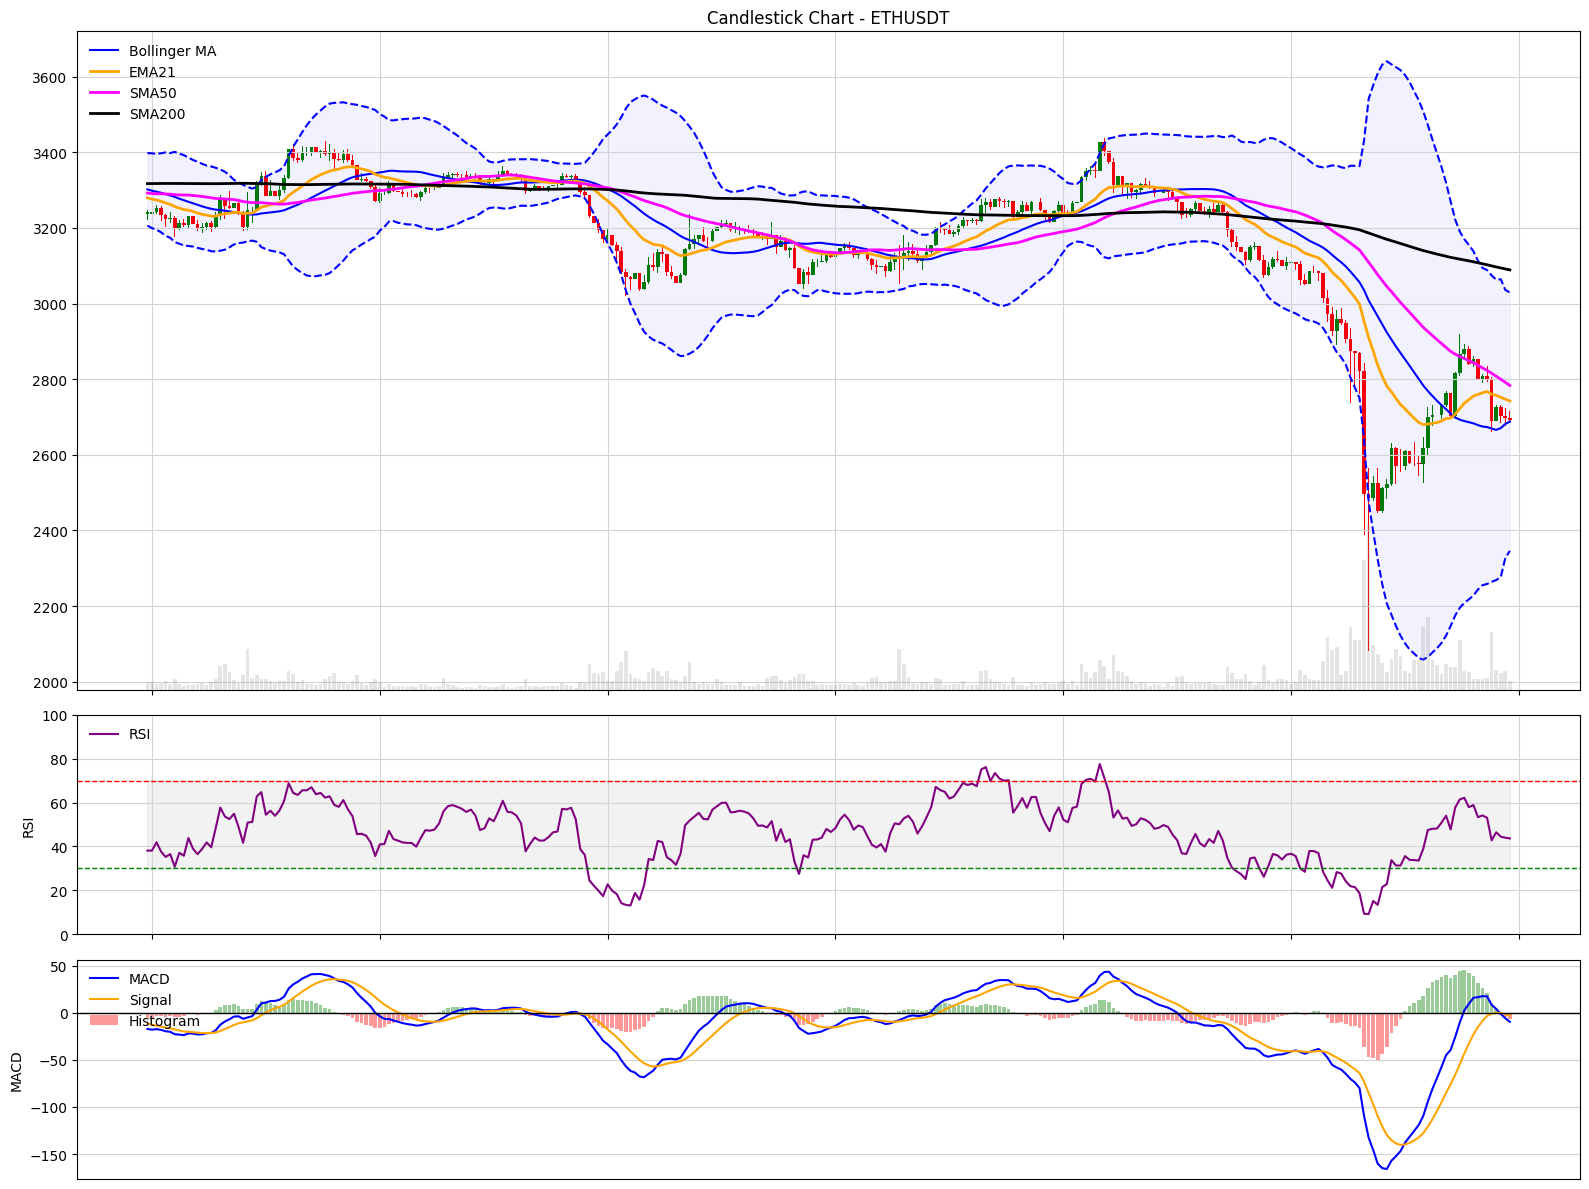 Candlestick Chart - ETHUSDT
Bollinger MA
EMA21
SMA50
SMA200
3600
3400
3200
3000
2800
2600
2400
2200
2000
RSI
RSI
100
80
60
40
20
0
MACD
Signal
Histogram
MACD
50
0
−50
−100
−150